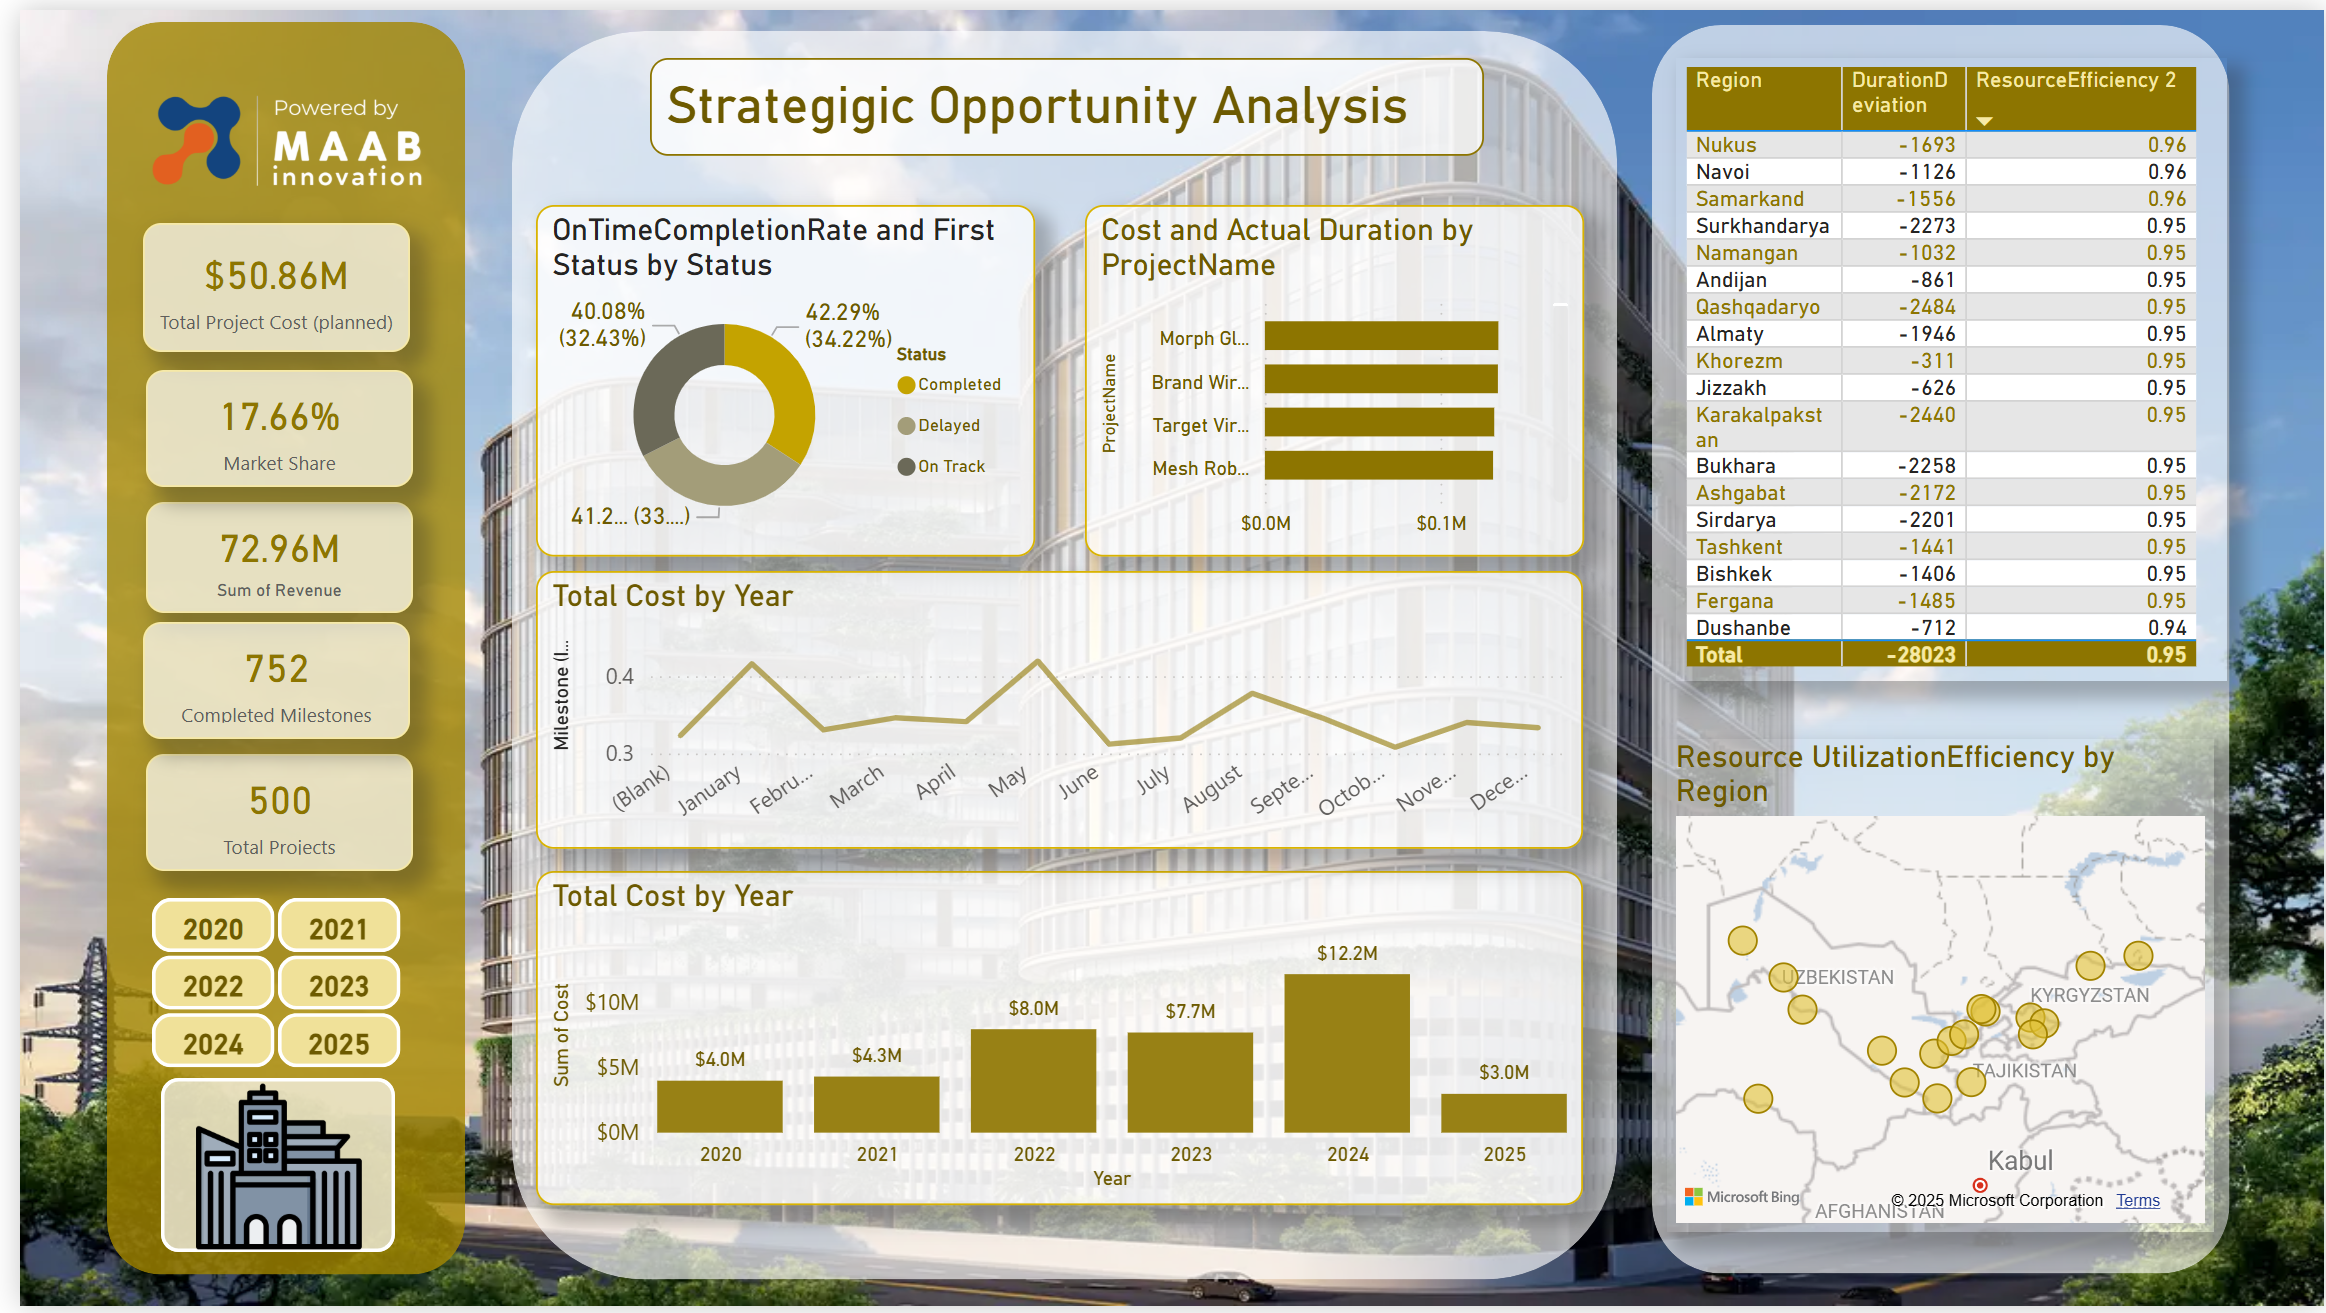 Powered by
MAAB
innovation
$50.86M
Total Project Cost (planned)
17.66%
Market Share
72.96M
Sum of Revenue
752
Completed Milestones
500
Total Projects
2020 2021
2022 2023
2024 2025
Strategigic Opportunity Analysis
OnTimeCompletionRate and First
Status by Status
40.08%
(32.43%)
42.29%
(34.22%)
41.2... (33....)
Status
Completed
Delayed
On Track
Cost and Actual Duration by
ProjectName
ProjectName
Morph Gl...
Brand Wir...
Target Vir...
Mesh Rob...
$0.0M $0.1M
Total Cost by Year
Milestone (I...
0.4
0.3
(Blank) January Febru... March April May June July August Septe... Octob... Nove... Dece...
Total Cost by Year
Sum of Cost
$10M
$5M
$0M
$4.0M $4.3M $8.0M $7.7M $12.2M $3.0M
2020 2021 2022 2023 2024 2025
Year
Region DurationD ResourceEfficiency 2
eviation
Nukus -1693 0.96
Navoi -1126 0.96
Samarkand -1556 0.96
Surkhandarya -2273 0.95
Namangan -1032 0.95
Andijan -861 0.95
Qashqadaryo -2484 0.95
Almaty -1946 0.95
Khorezm -311 0.95
Jizzakh -626 0.95
Karakalpakst -2440 0.95
an
Bukhara -2258 0.95
Ashgabat -2172 0.95
Sirdarya -2201 0.95
Tashkent -1441 0.95
Bishkek -1406 0.95
Fergana -1485 0.95
Dushanbe -712 0.94
Total -28023 0.95
Resource UtilizationEfficiency by
Region
UZBEKISTAN
KYRGYZSTAN
TAJIKISTAN
Kabul
Microsoft Bing
© 2025 Microsoft Corporation Terms
AFGHANISTAN